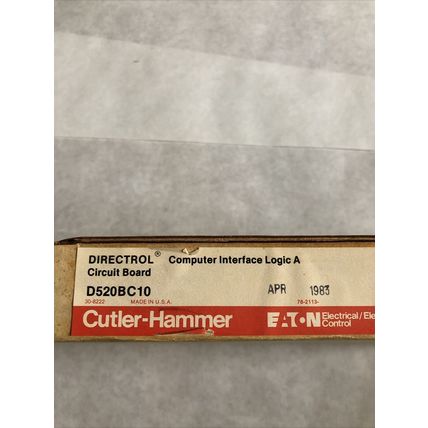 DIRECTROL® Computer Interface Logic A
Circuit Board
D520BC10 APR 1983
30-8222 MADE IN U.S.A. 78-2113-
Cutler-Hammer EATON Electrical/Ele
Control